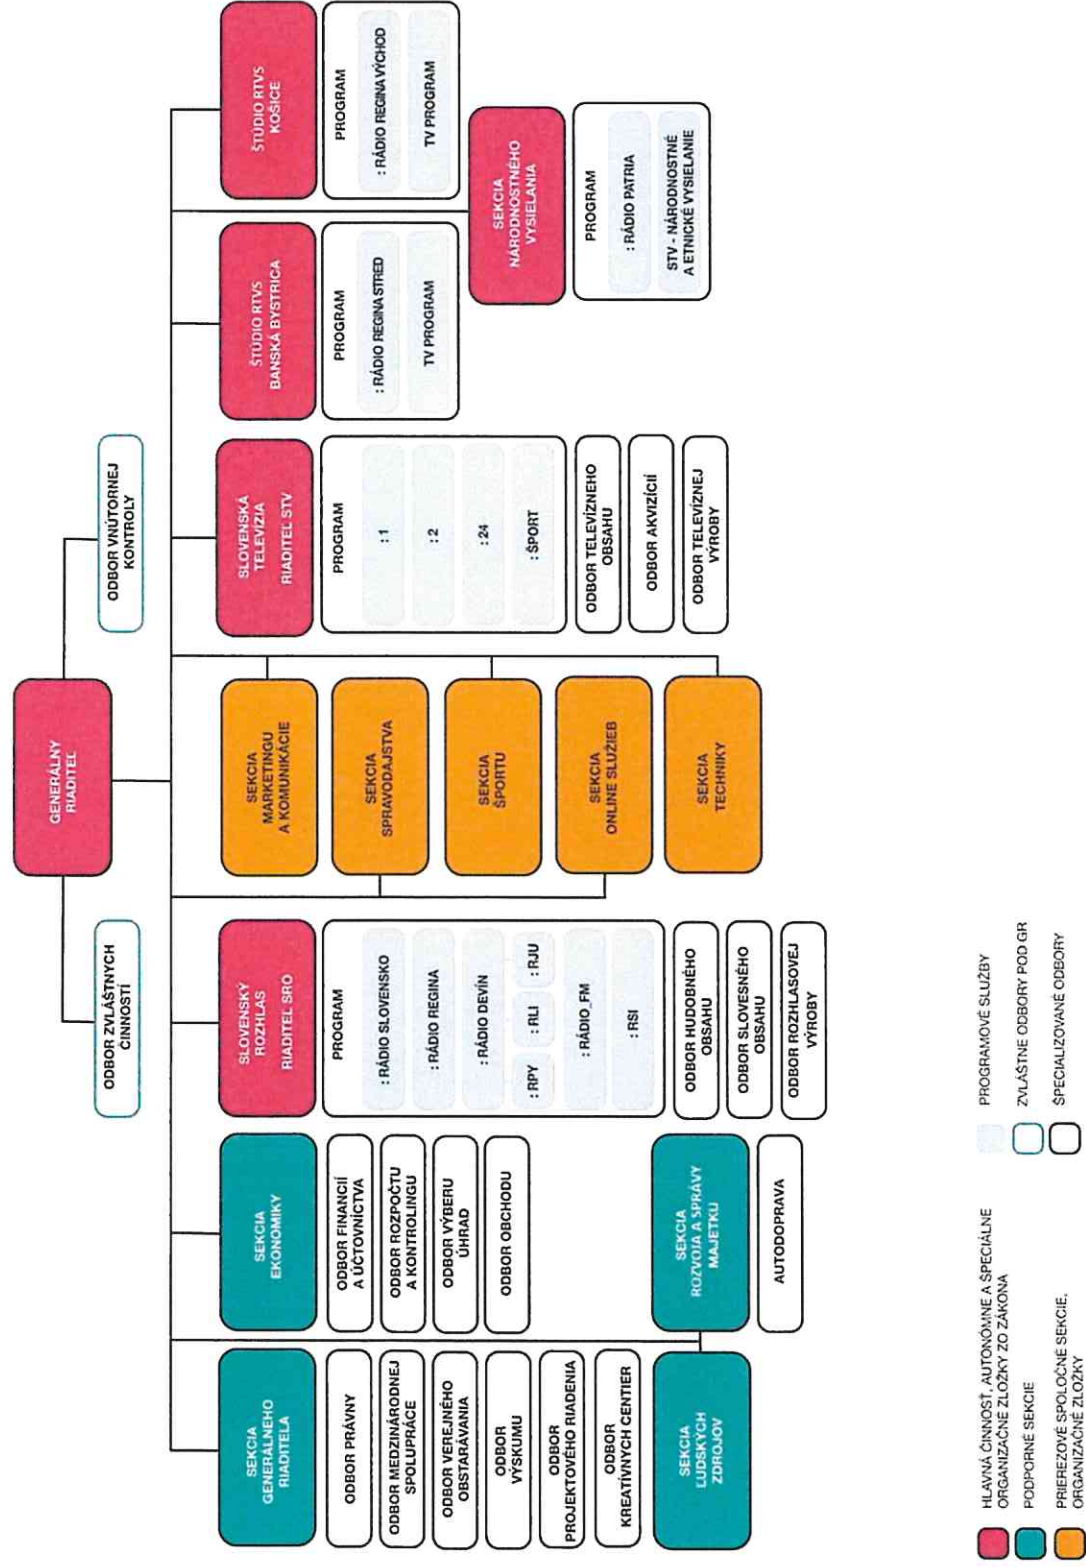 GENERÁLNY
RIADITEĽ
ODBOR ZVLÁŠTNYCH
ČINNOSTÍ
ODBOR VNÚTORNEJ
KONTROLY
SEKCIA
GENERÁLNEHO
RIADITEĽA
ODBOR PRÁVNY
ODBOR MEDZINÁRODNEJ
SPOLUPRÁCE
ODBOR VEREJNÉHO
OBSTARÁVANIA
ODBOR
VÝSKUMU
ODBOR
PROJEKTOVÉHO RIADENIA
ODBOR
KREATÍVNYCH CENTIER
SEKCIA
ĽUDSKÝCH
ZDROJOV
SEKCIA
EKONOMIKY
ODBOR FINANCIÍ
A ÚČTOVNÍCTVA
ODBOR ROZPOČTU
A KONTROLINGU
ODBOR VÝBERU
ÚHRAD
ODBOR OBCHODU
SEKCIA
ROZVOJA A SPRÁVY
MAJETKU
AUTODOPRAVA
SLOVENSKÝ
ROZHLAS
RIADITEĽ SRO
PROGRAM
: RÁDIO SLOVENSKO
: RÁDIO REGINA
: RÁDIO DEVÍN
: RPY : RLI : RJU
: RÁDIO_FM
: RSI
ODBOR HUDOBNÉHO
OBSAHU
ODBOR SLOVESNÉHO
OBSAHU
ODBOR ROZHLASOVEJ
VÝROBY
SEKCIA
MARKETINGU
A KOMUNIKÁCIE
SEKCIA
SPRAVODAJSTVA
SEKCIA
ŠPORTU
SEKCIA
ONLINE SLUŽIEB
SEKCIA
TECHNIKY
SLOVENSKÁ
TELEVÍZIA
RIADITEĽ STV
PROGRAM
: 1
: 2
: 24
: ŠPORT
ODBOR TELEVÍZNEHO
OBSAHU
ODBOR AKVIZÍCIÍ
ODBOR TELEVÍZNEJ
VÝROBY
ŠTÚDIO RTVS
BANSKÁ BYSTRICA
PROGRAM
: RÁDIO REGINA STRED
TV PROGRAM
ŠTÚDIO RTVS
KOŠICE
PROGRAM
: RÁDIO REGINA VÝCHOD
TV PROGRAM
SEKCIA
NÁRODNOSTNÉHO
VYSIELANIA
PROGRAM
: RÁDIO PATRIA
STV - NÁRODNOSTNÉ
A ETNICKÉ VYSIELANIE
HLAVNÁ ČINNOSŤ, AUTONÓMNE A ŠPECIÁLNE
ORGANIZAČNÉ ZLOŽKY ZO ZÁKONA
PODPORNÉ SEKCIE
PRIEREZOVÉ SPOLOČNÉ SEKCIE,
ORGANIZAČNÉ ZLOŽKY
PROGRAMOVÉ SLUŽBY
ZVLÁŠTNE ODBORY POD GR
ŠPECIALIZOVANÉ ODBORY